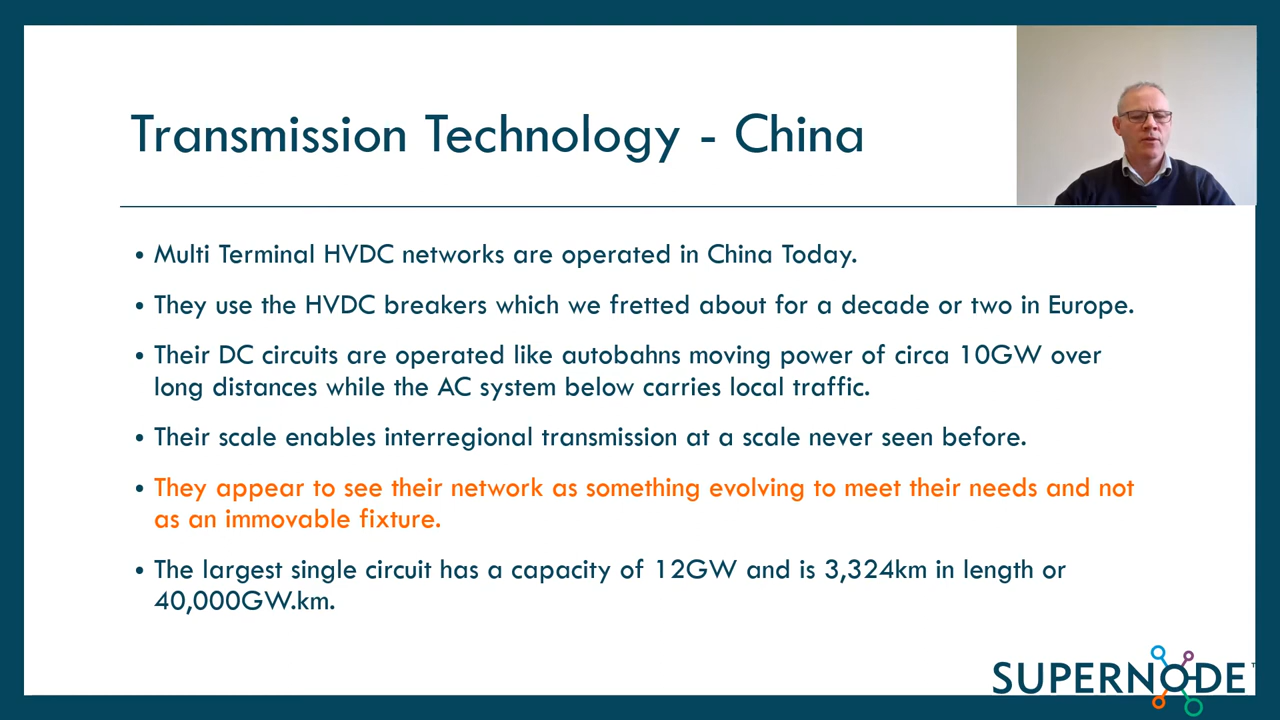 Transmission Technology - China
• Multi Terminal HVDC networks are operated in China Today.
• They use the HVDC breakers which we fretted about for a decade or two in Europe.
• Their DC circuits are operated like autobahns moving power of circa 10GW over
long distances while the AC system below carries local traffic.
• Their scale enables interregional transmission at a scale never seen before.
• They appear to see their network as something evolving to meet their needs and not
as an immovable fixture.
• The largest single circuit has a capacity of 12GW and is 3,324km in length or
40,000GW.km.
SUPERNODE™